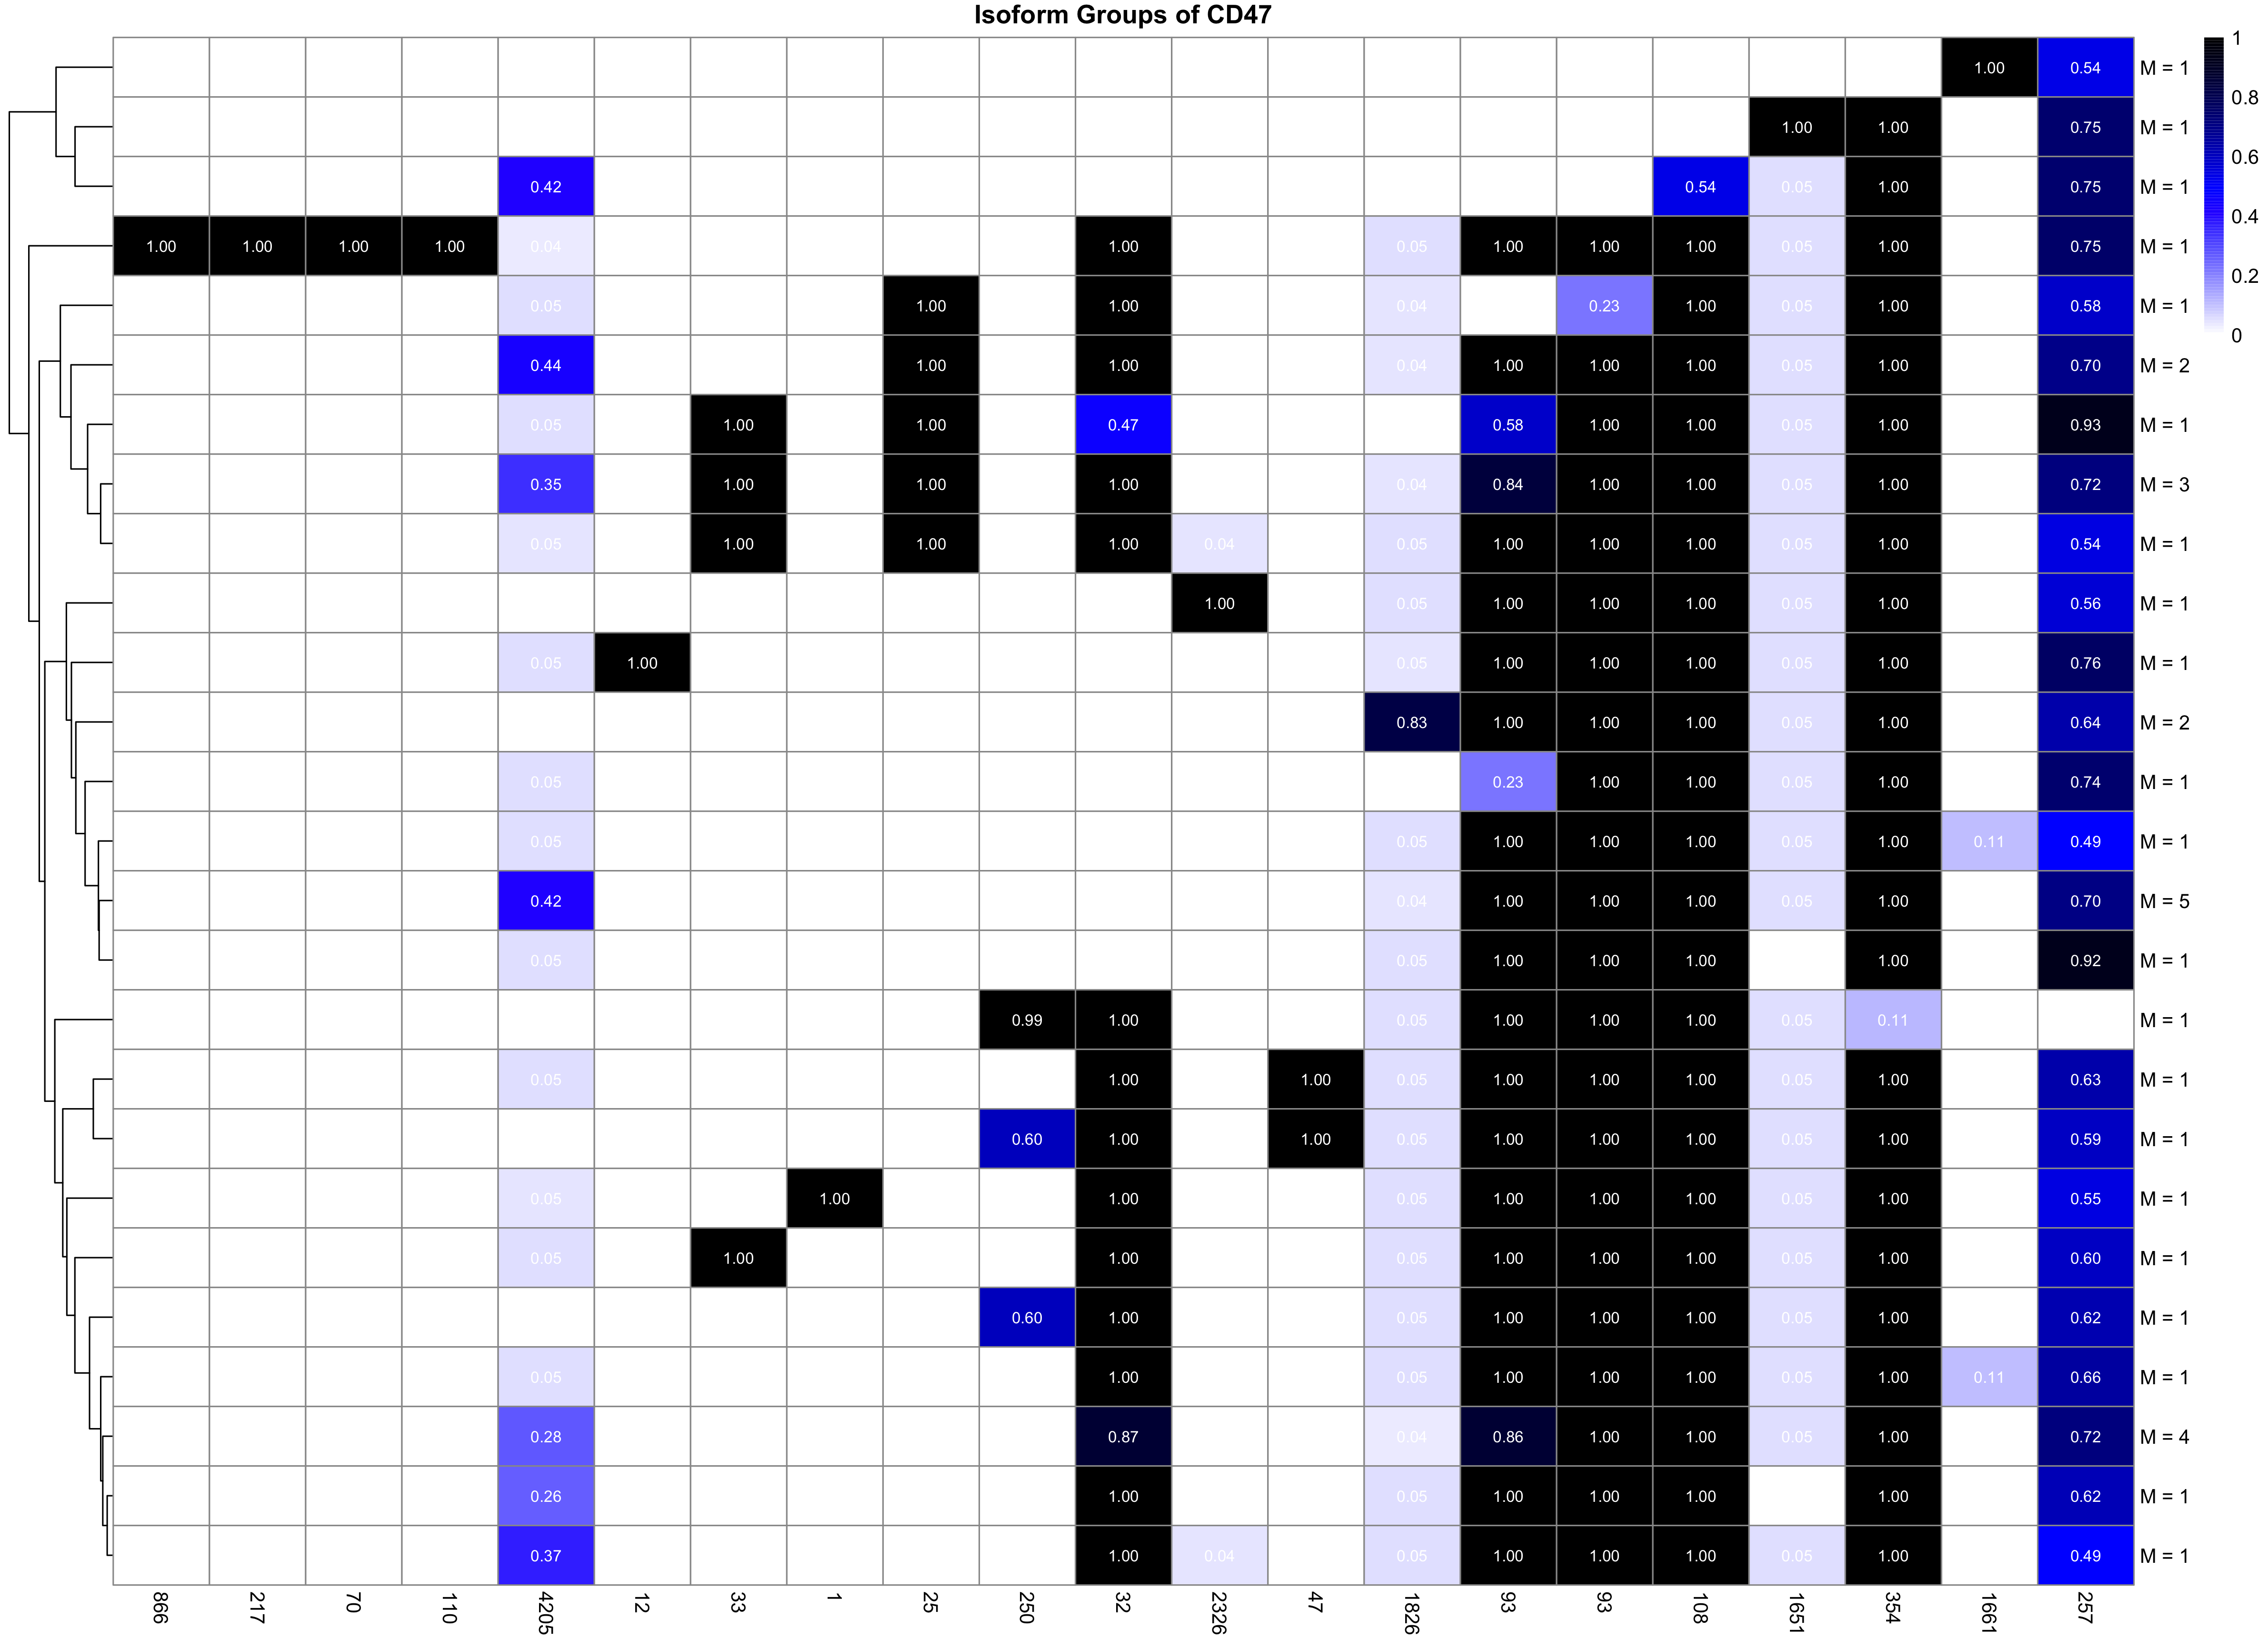 Isoform Groups of CD47
1.00 0.54 M = 1
1.00 1.00 0.75 M = 1
0.42 0.54 0.05 1.00 0.75 M = 1
1.00 1.00 1.00 1.00 0.04 1.00 0.05 1.00 1.00 1.00 0.05 1.00 0.75 M = 1
0.05 1.00 1.00 0.04 0.23 1.00 0.05 1.00 0.58 M = 1
0.44 1.00 1.00 0.04 1.00 1.00 1.00 0.05 1.00 0.70 M = 2
0.05 1.00 1.00 0.47 0.58 1.00 1.00 0.05 1.00 0.93 M = 1
0.35 1.00 1.00 1.00 0.04 0.84 1.00 1.00 0.05 1.00 0.72 M = 3
0.05 1.00 1.00 1.00 0.04 0.05 1.00 1.00 1.00 0.05 1.00 0.54 M = 1
1.00 0.05 1.00 1.00 1.00 0.05 1.00 0.56 M = 1
0.05 1.00 0.05 1.00 1.00 1.00 0.05 1.00 0.76 M = 1
0.83 1.00 1.00 1.00 0.05 1.00 0.64 M = 2
0.05 0.23 1.00 1.00 0.05 1.00 0.74 M = 1
0.05 0.05 1.00 1.00 1.00 0.05 1.00 0.11 0.49 M = 1
0.42 0.04 1.00 1.00 1.00 0.05 1.00 0.70 M = 5
0.05 0.05 1.00 1.00 1.00 1.00 0.92 M = 1
0.99 1.00 0.05 1.00 1.00 1.00 0.05 0.11 M = 1
0.05 1.00 1.00 0.05 1.00 1.00 1.00 0.05 1.00 0.63 M = 1
0.60 1.00 1.00 0.05 1.00 1.00 1.00 0.05 1.00 0.59 M = 1
0.05 1.00 1.00 0.05 1.00 1.00 1.00 0.05 1.00 0.55 M = 1
0.05 1.00 1.00 0.05 1.00 1.00 1.00 0.05 1.00 0.60 M = 1
0.60 1.00 0.05 1.00 1.00 1.00 0.05 1.00 0.62 M = 1
0.05 1.00 0.05 1.00 1.00 1.00 0.05 1.00 0.11 0.66 M = 1
0.28 0.87 0.04 0.86 1.00 1.00 0.05 1.00 0.72 M = 4
0.26 1.00 0.05 1.00 1.00 1.00 1.00 0.62 M = 1
0.37 1.00 0.04 0.05 1.00 1.00 1.00 0.05 1.00 0.49 M = 1
866 217 70 110 4205 12 33 1 25 250 32 2326 47 1826 93 93 108 1651 354 1661 257
1
0.8
0.6
0.4
0.2
0